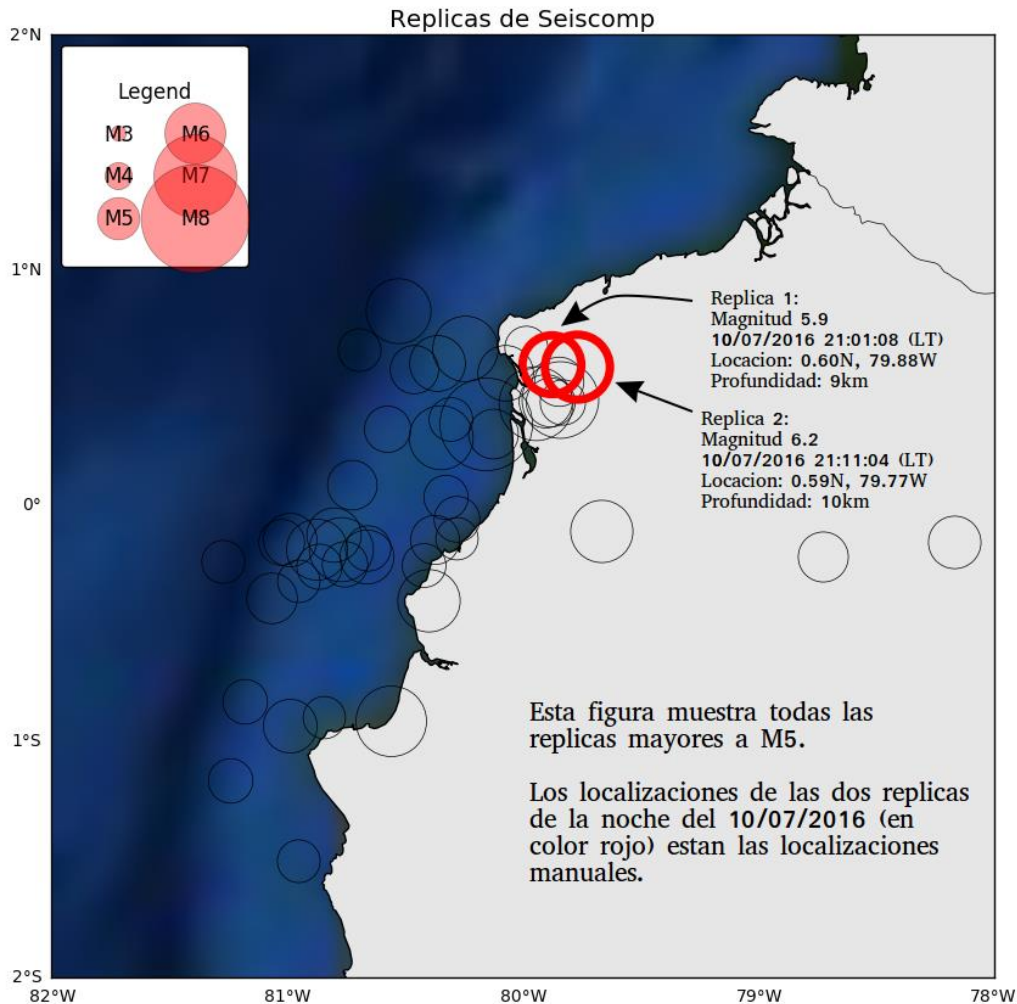 Replicas de Seiscomp
2°N
Legend
M3
M6
M4
M7
M5
M8
1°N
Replica 1:
Magnitud 5.9
10/07/2016 21:01:08 (LT)
Locacion: 0.60N, 79.88W
Profundidad: 9km
Replica 2:
Magnitud 6.2
10/07/2016 21:11:04 (LT)
Locacion: 0.59N, 79.77W
Profundidad: 10km
0°
Esta figura muestra todas las
replicas mayores a M5.
1°S
Los localizaciones de las dos replicas
de la noche del 10/07/2016 (en
color rojo) estan las localizaciones
manuales.
2°S
82°W
81°W
80°W
79°W
78°W